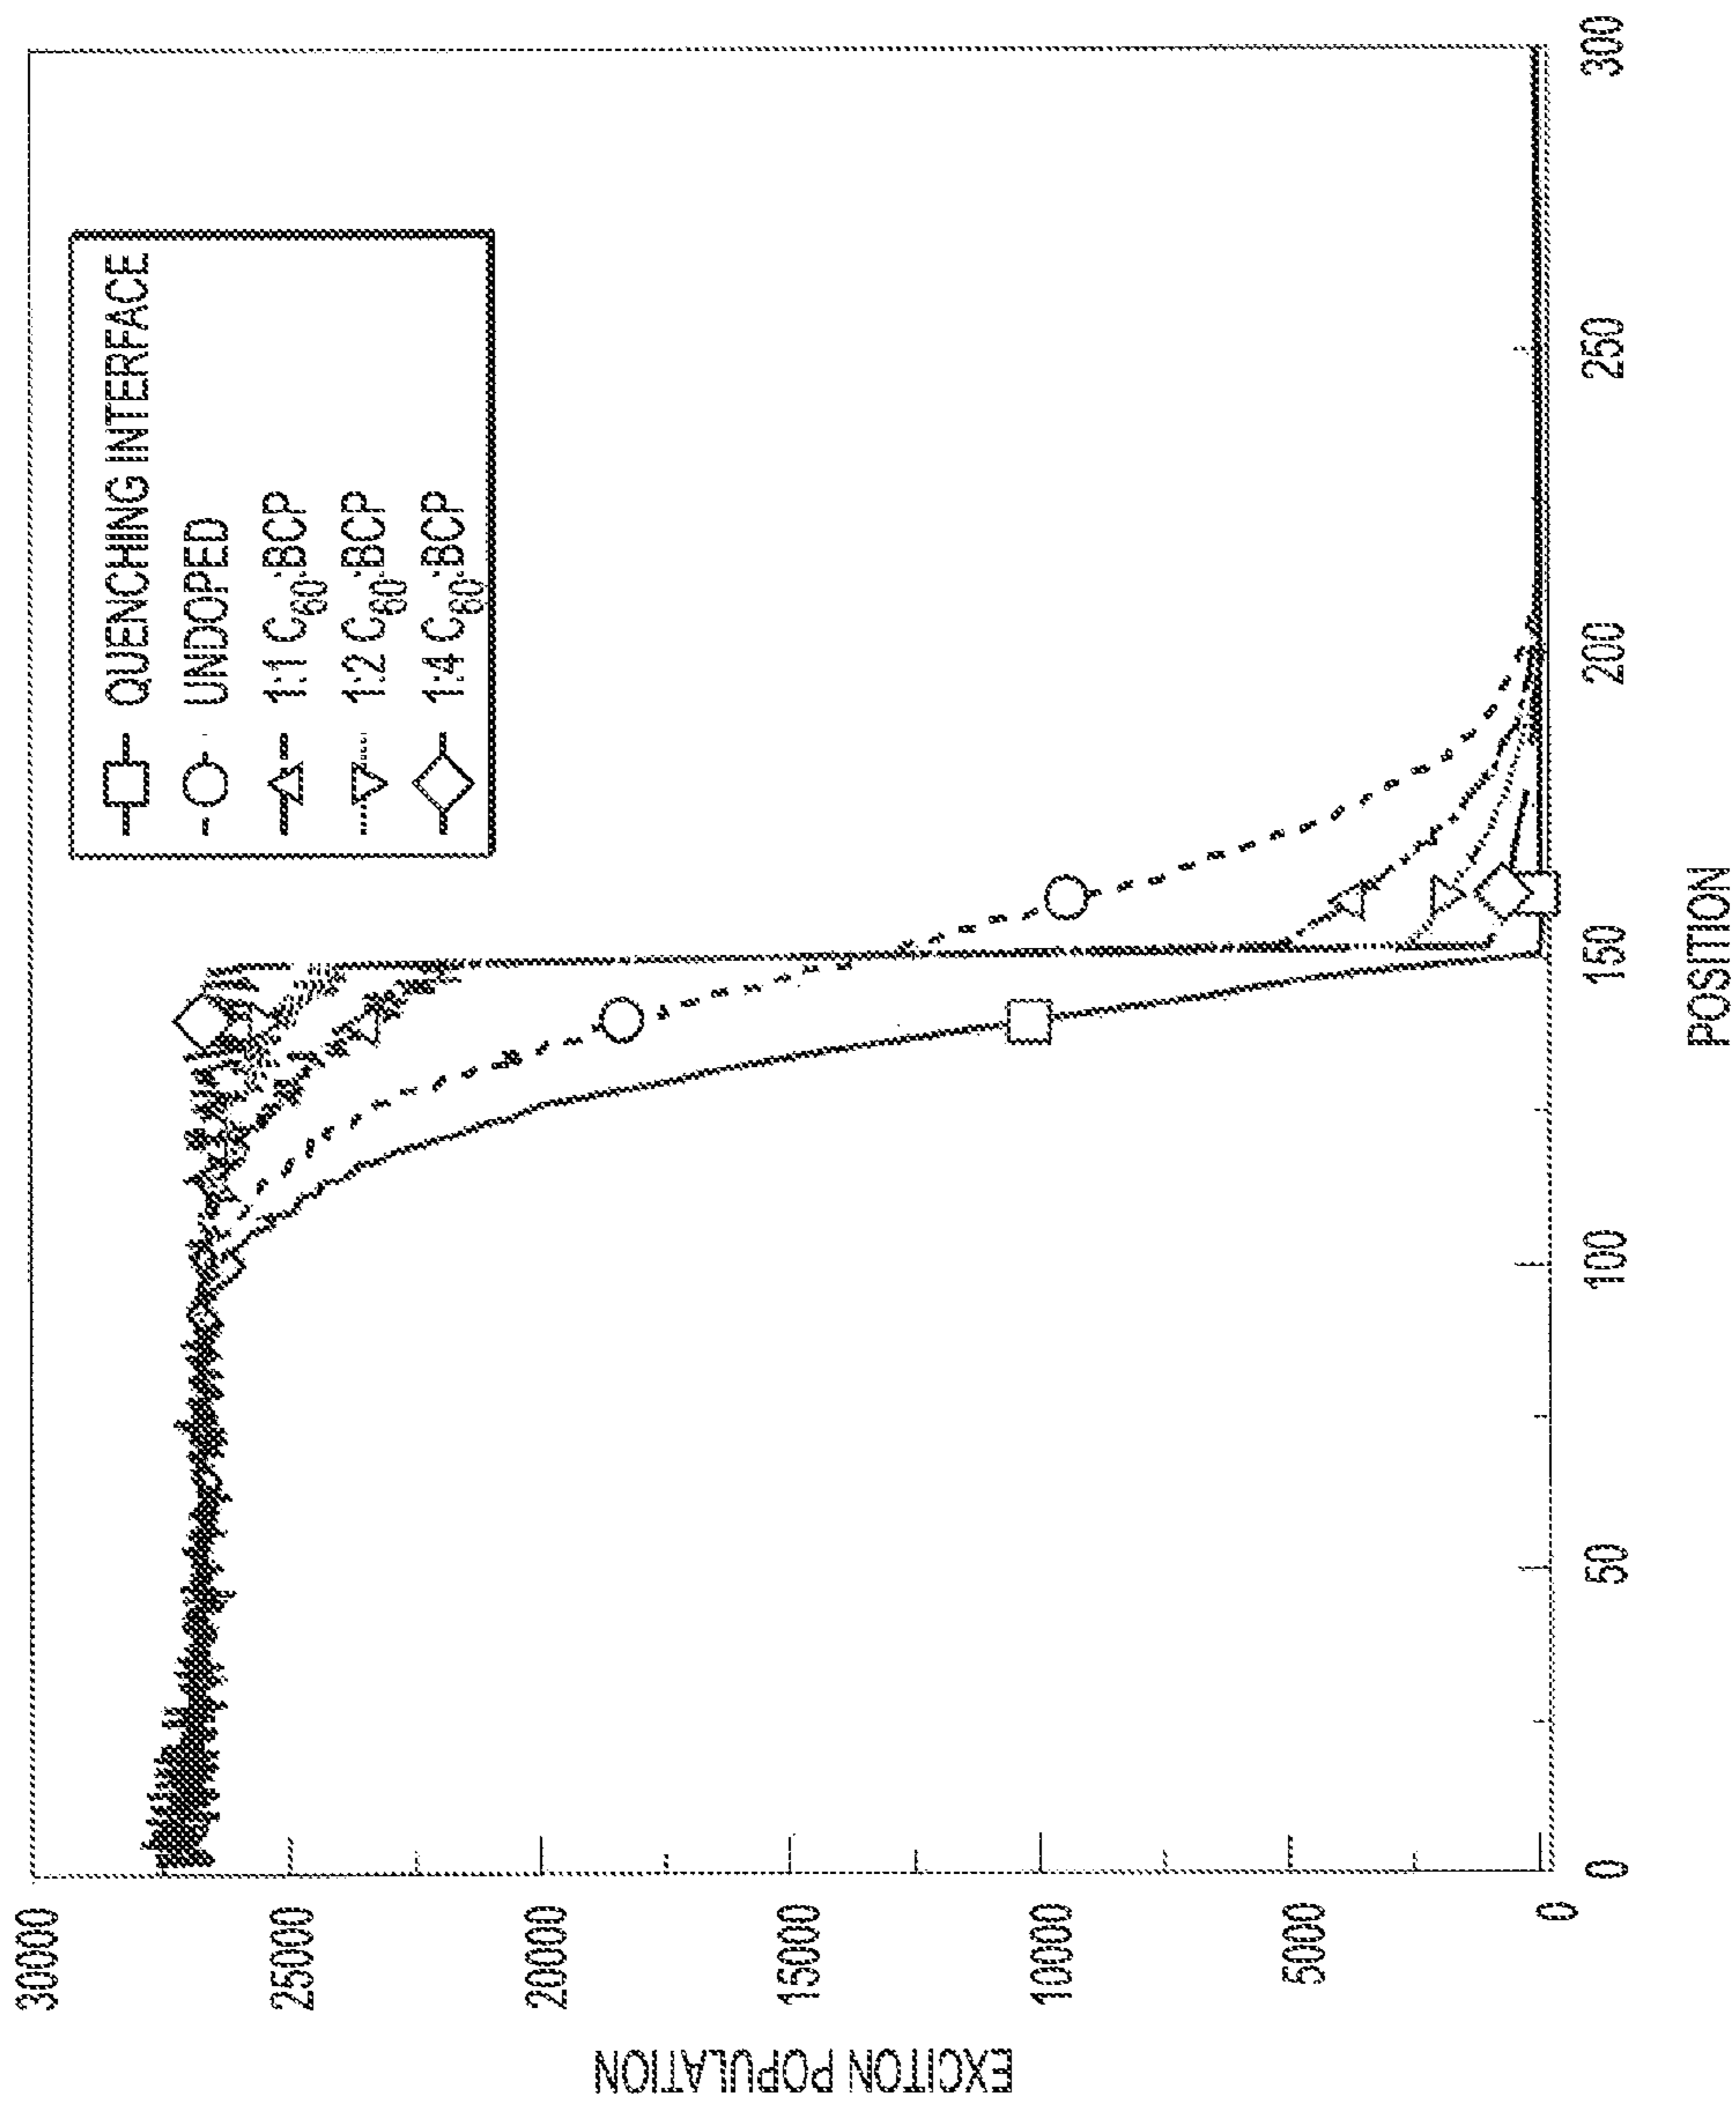 30000
25000
20000
15000
10000
5000
0
EXCITON POPULATION
QUENCHING INTERFACE
UNDOPED
1:1 C60:BCP
1:2 C60:BCP
1:4 C60:BCP
0
50
100
150
200
250
300
POSITION